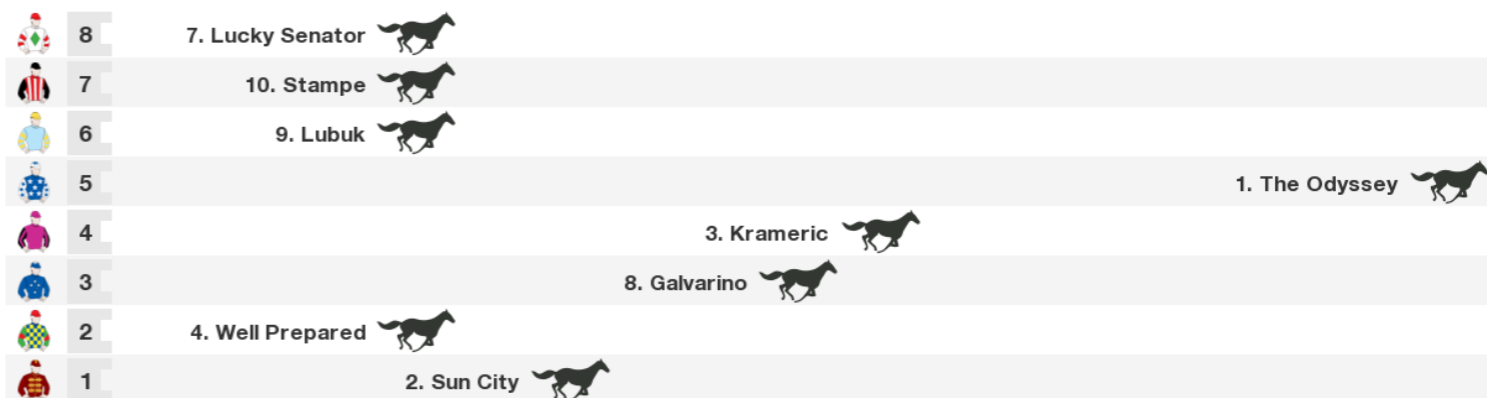 8 7. Lucky Senator
7 10. Stampe
6 9. Lubuk
5 1. The Odyssey
4 3. Krameric
3 8. Galvarino
2 4. Well Prepared
1 2. Sun City